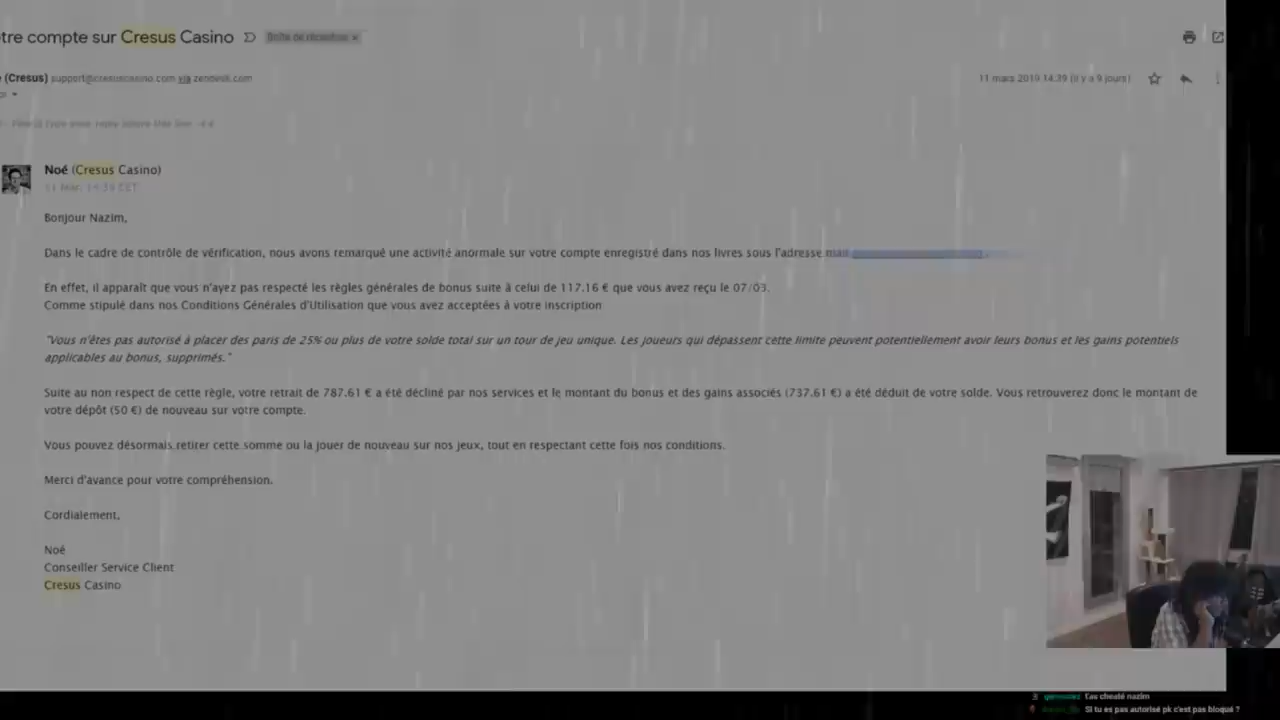 tre compte sur Cresus Casino Boîte de réception ×
(Cresus) support@cresuscasino.com via zendesk.com 11 mars 2019 14:39 (il y a 9 jours)
Noé (Cresus Casino)
11 mar. 14:39 CET
Bonjour Nazim,
Dans le cadre de contrôle de vérification, nous avons remarqué une activité anormale sur votre compte enregistré dans nos livres sous l'adresse mail
En effet, il apparaît que vous n'ayez pas respecté les règles générales de bonus suite à celui de 117.16 € que vous avez reçu le 07/03.
Comme stipulé dans nos Conditions Générales d'Utilisation que vous avez acceptées à votre inscription
"Vous n'êtes pas autorisé à placer des paris de 25% ou plus de votre solde total sur un tour de jeu unique. Les joueurs qui dépassent cette limite peuvent potentiellement avoir leurs bonus et les gains potentiels
applicables au bonus, supprimés."
Suite au non respect de cette règle, votre retrait de 787.61 € a été décliné par nos services et le montant du bonus et des gains associés (737.61 €) a été déduit de votre solde. Vous retrouverez donc le montant de
votre dépôt (50 €) de nouveau sur votre compte.
Vous pouvez désormais retirer cette somme ou la jouer de nouveau sur nos jeux, tout en respectant cette fois nos conditions.
Merci d'avance pour votre compréhension.
Cordialement,
Noé
Conseiller Service Client
Cresus Casino
t'as cheaté nazim
Si tu es pas autorisé pk c'est pas bloqué ?